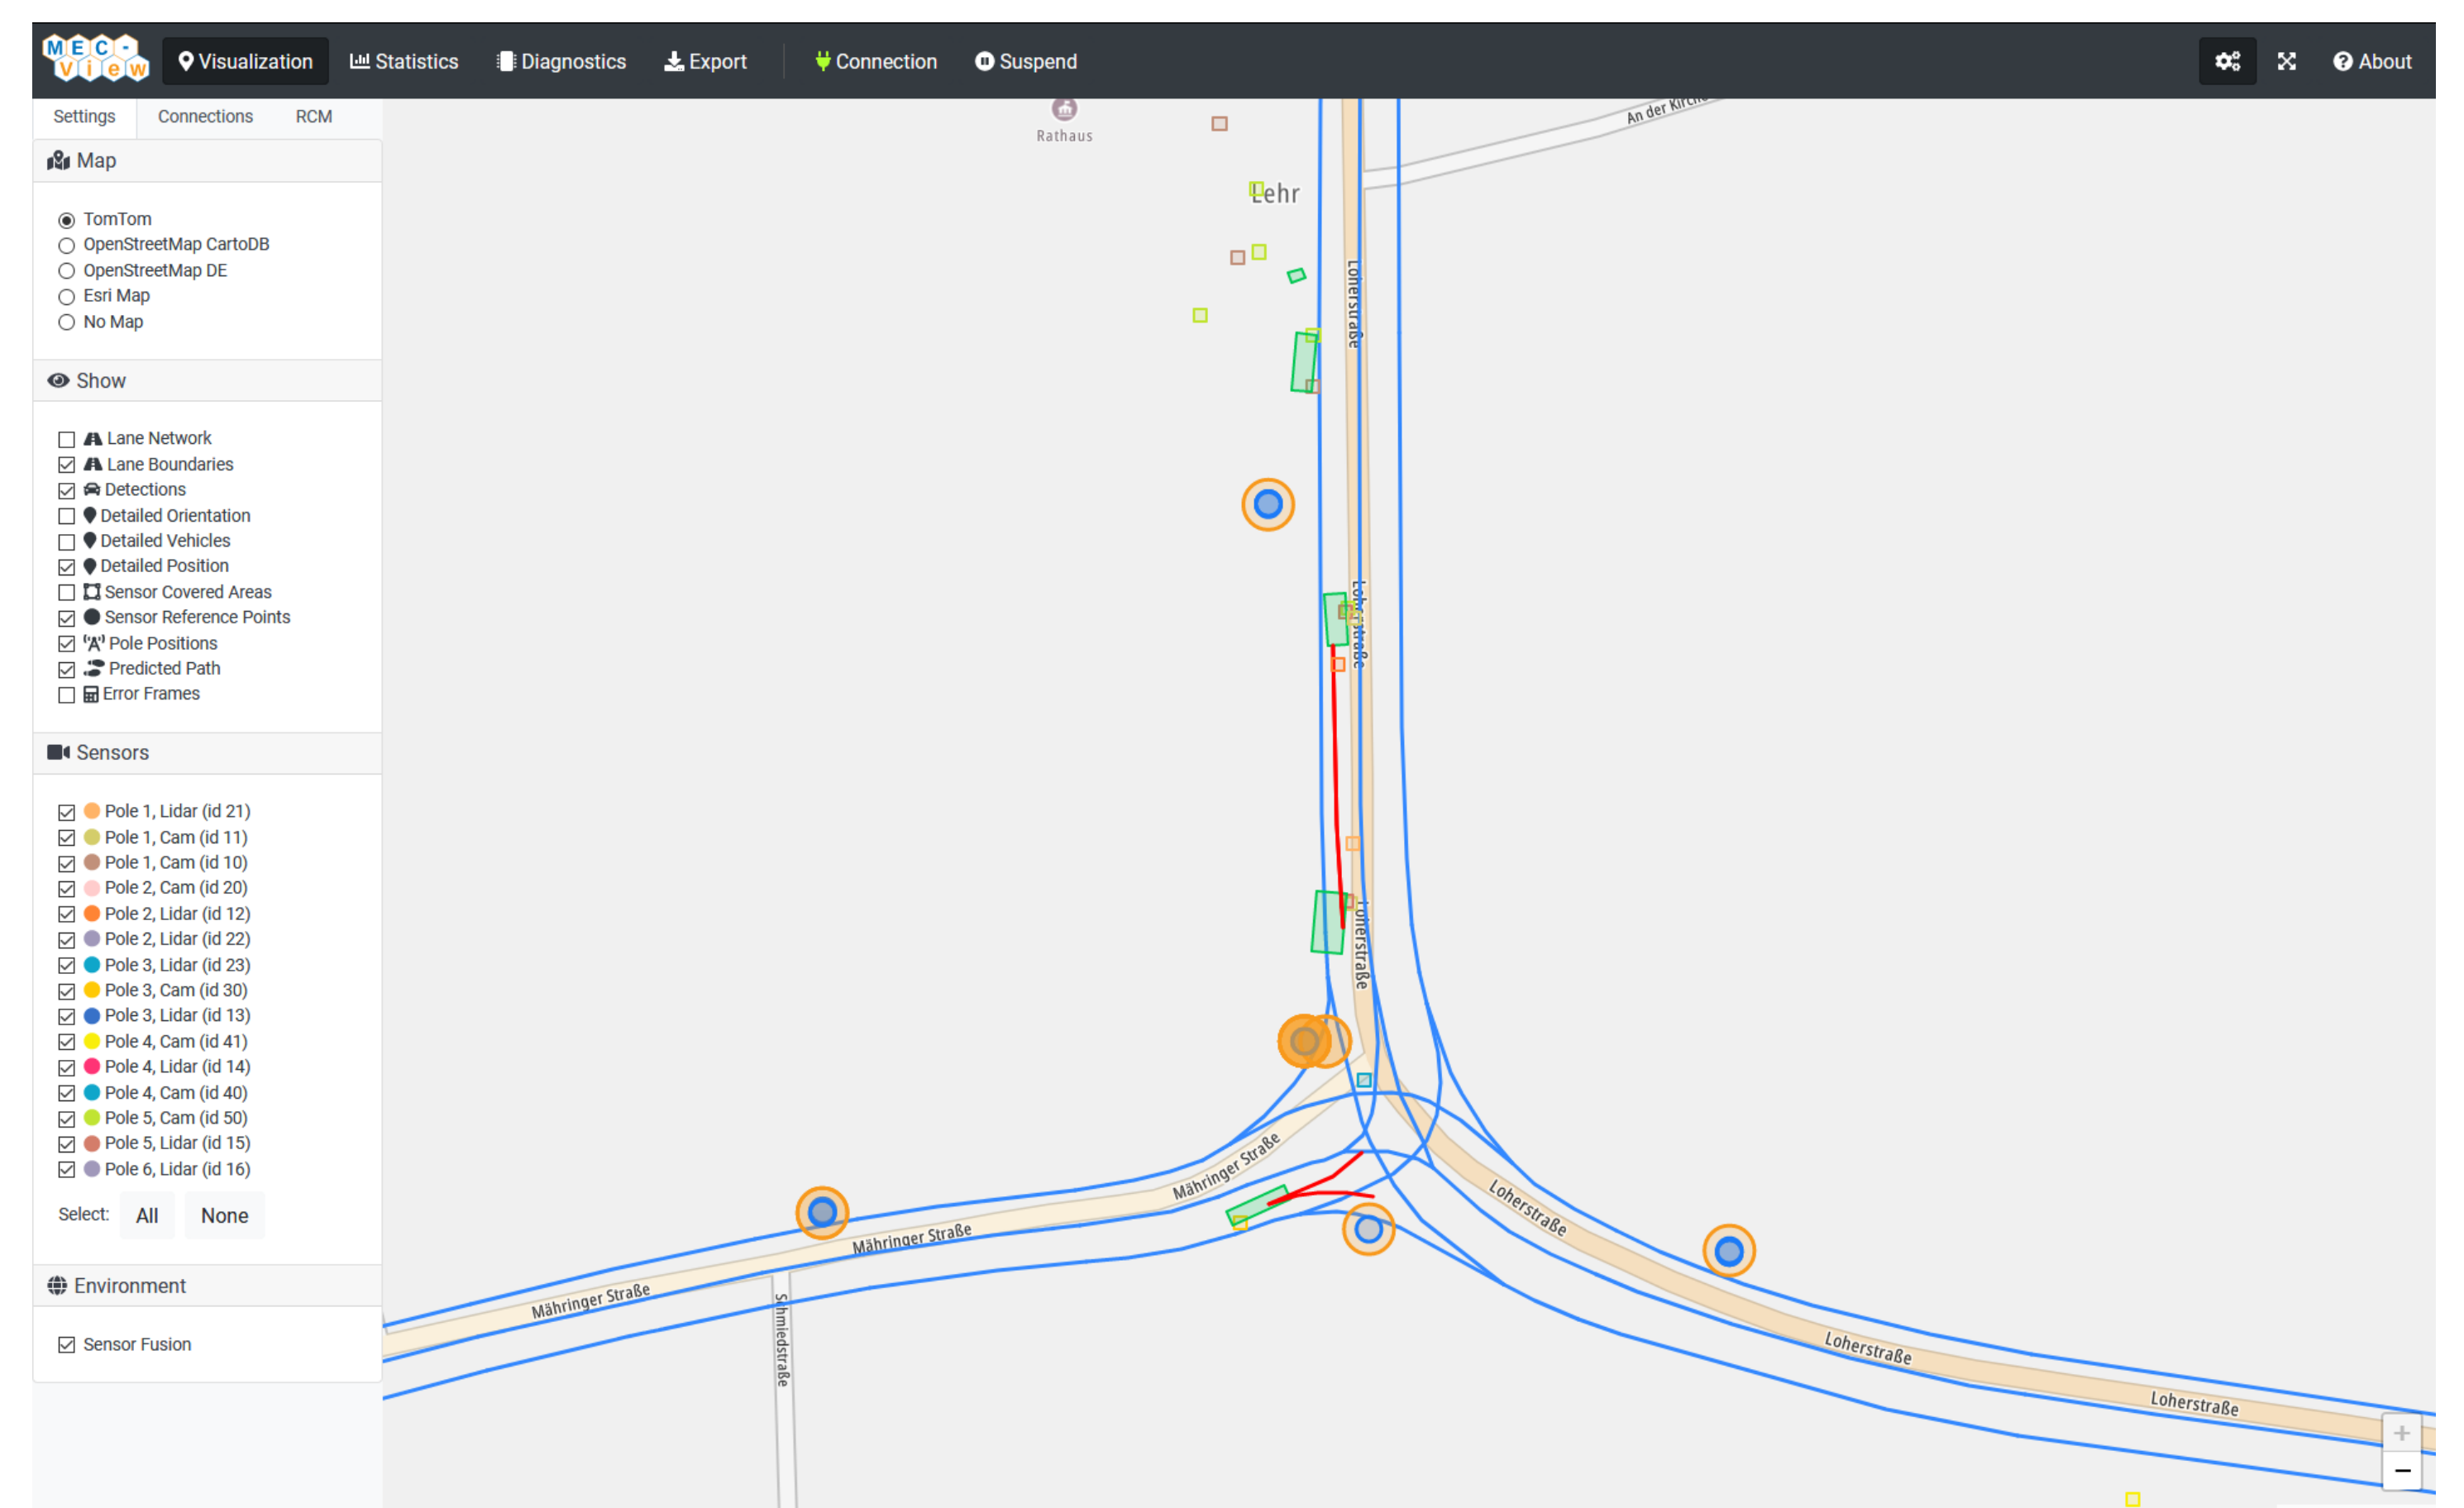 MEC-View
Visualization
Statistics
Diagnostics
Export
Connection
Suspend
About
Settings
Connections
RCM
Map
TomTom
OpenStreetMap CartoDB
OpenStreetMap DE
Esri Map
No Map
Show
Lane Network
Lane Boundaries
Detections
Detailed Orientation
Detailed Vehicles
Detailed Position
Sensor Covered Areas
Sensor Reference Points
Pole Positions
Predicted Path
Error Frames
Sensors
Pole 1, Lidar (id 21)
Pole 1, Cam (id 11)
Pole 1, Cam (id 10)
Pole 2, Cam (id 20)
Pole 2, Lidar (id 12)
Pole 2, Lidar (id 22)
Pole 3, Lidar (id 23)
Pole 3, Cam (id 30)
Pole 3, Lidar (id 13)
Pole 4, Cam (id 41)
Pole 4, Lidar (id 14)
Pole 4, Cam (id 40)
Pole 5, Cam (id 50)
Pole 5, Lidar (id 15)
Pole 6, Lidar (id 16)
Select: All None
Environment
Sensor Fusion
Rathaus
Lehr
An der
Loherstraße
Loherstraße
Loherstraße
Mähringer Straße
Mähringer Straße
Mähringer Straße
Schmiedstraße
Loherstraße
Loherstraße
Loherstraße
+
−